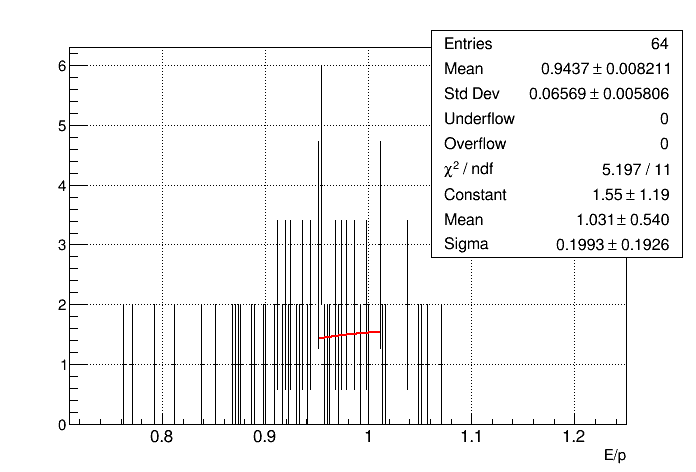 Entries 64
Mean 0.9437 ± 0.008211
Std Dev 0.06569 ± 0.005806
Underflow 0
Overflow 0
χ² / ndf 5.197 / 11
Constant 1.55 ± 1.19
Mean 1.031 ± 0.540
Sigma 0.1993 ± 0.1926
6
5
4
3
2
1
0
0.8 0.9 1 1.1 1.2
E/p